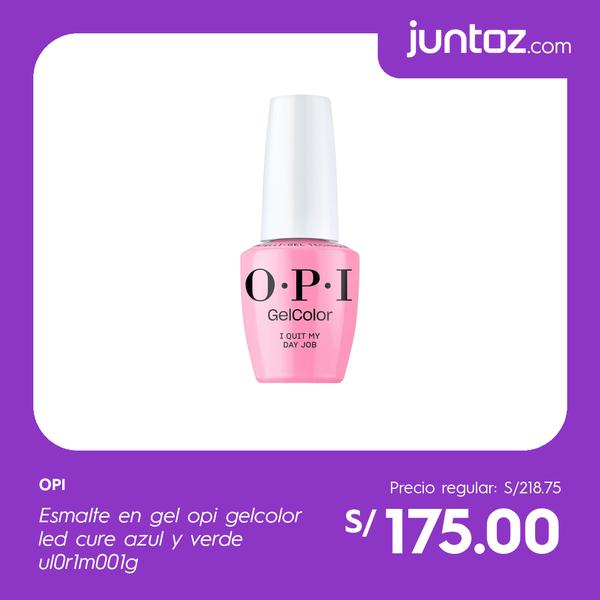 juntoz.com
O·P·I
GelColor
I QUIT MY
DAY JOB
OPI
Esmalte en gel opi gelcolor
led cure azul y verde
ul0r1m001g
Precio regular: S/218.75
S/ 175.00